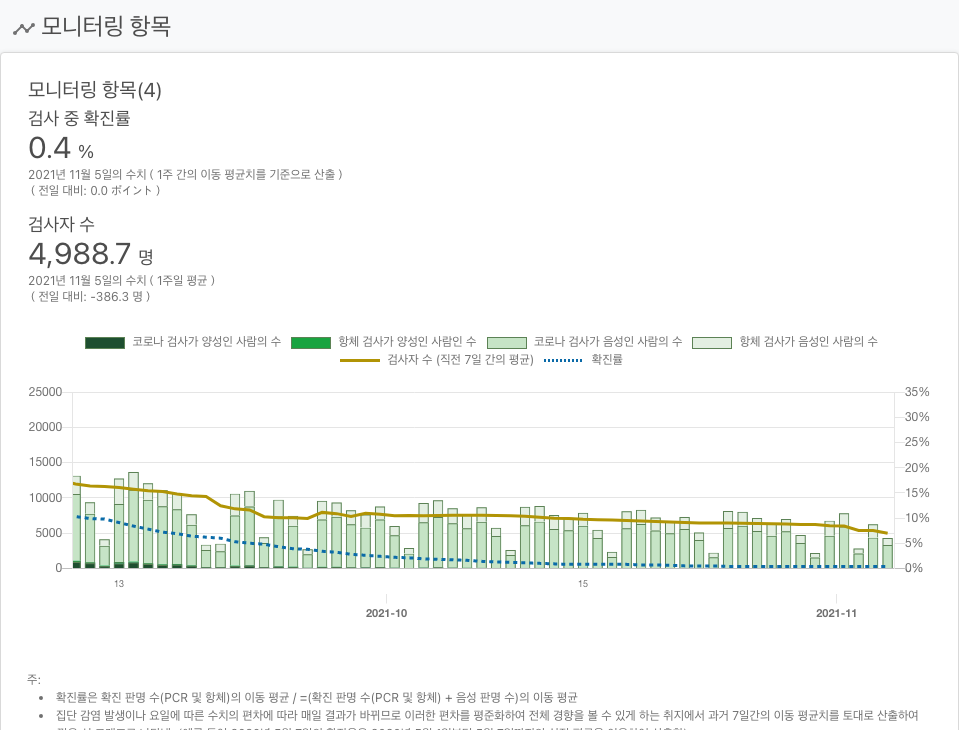 모니터링 항목
모니터링 항목(4)
검사 중 확진률
0.4 %
2021년 11월 5일의 수치 ( 1주 간의 이동 평균치를 기준으로 산출 )
( 전일 대비: 0.0 ポイント )
검사자 수
4,988.7 명
2021년 11월 5일의 수치 ( 1주일 평균 )
( 전일 대비: -386.3 명 )
코로나 검사가 양성인 사람의 수 항체 검사가 양성인 사람인 수 코로나 검사가 음성인 사람의 수 항체 검사가 음성인 사람의 수
검사자 수 (직전 7일 간의 평균) 확진률
25000 35%
20000 30%
15000 25%
10000 20%
5000 15%
0 10%
5%
0%
13 15
2021-10 2021-11
주:
• 확진률은 확진 판명 수(PCR 및 항체)의 이동 평균 / =(확진 판명 수(PCR 및 항체) + 음성 판명 수)의 이동 평균
• 집단 감염 발생이나 요일에 따른 수치의 편차에 따라 매일 결과가 바뀌므로 이러한 편차를 평준화하여 전체 경향을 볼 수 있게 하는 취지에서 과거 7일간의 이동 평균치를 토대로 산출하여